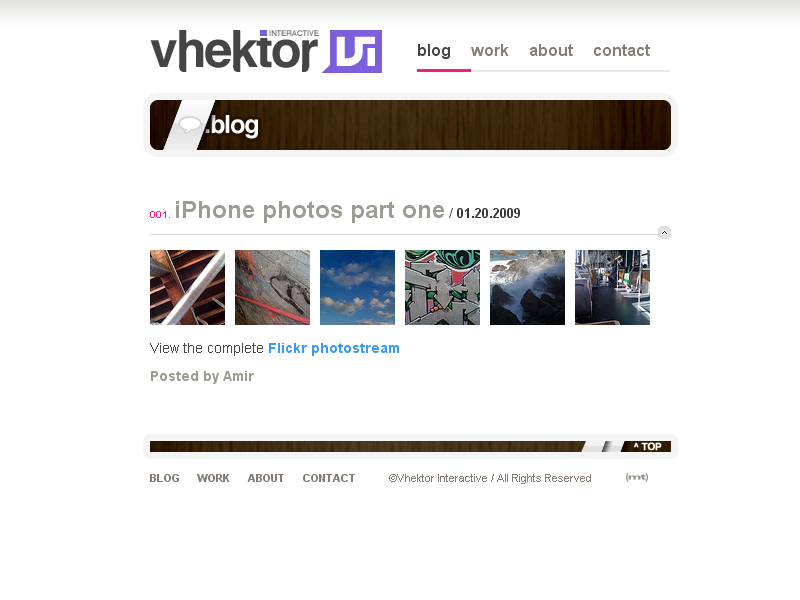 vhektor INTERACTIVE
blog work about contact
.blog
001. iPhone photos part one / 01.20.2009
View the complete Flickr photostream
Posted by Amir
^ TOP
BLOG WORK ABOUT CONTACT ©Vhektor Interactive / All Rights Reserved (mt)